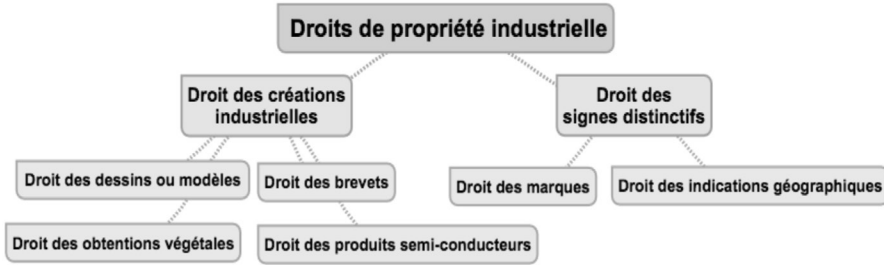 Droits de propriété industrielle
Droit des créations
industrielles
Droit des
signes distinctifs
Droit des dessins ou modèles
Droit des brevets
Droit des marques
Droit des indications géographiques
Droit des obtentions végétales
Droit des produits semi-conducteurs